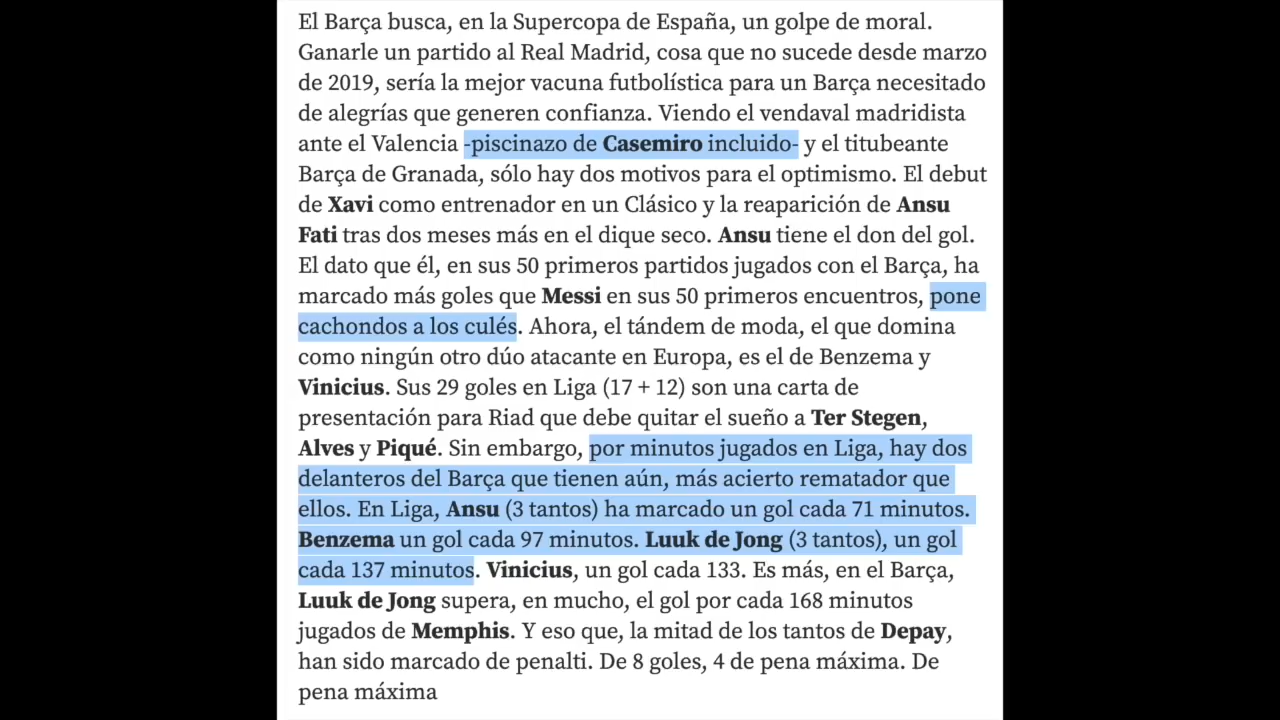 El Barça busca, en la Supercopa de España, un golpe de moral.
Ganarle un partido al Real Madrid, cosa que no sucede desde marzo
de 2019, sería la mejor vacuna futbolística para un Barça necesitado
de alegrías que generen confianza. Viendo el vendaval madridista
ante el Valencia -piscinazo de Casemiro incluido- y el titubeante
Barça de Granada, sólo hay dos motivos para el optimismo. El debut
de Xavi como entrenador en un Clásico y la reaparición de Ansu
Fati tras dos meses más en el dique seco. Ansu tiene el don del gol.
El dato que él, en sus 50 primeros partidos jugados con el Barça, ha
marcado más goles que Messi en sus 50 primeros encuentros, pone
cachondos a los culés. Ahora, el tándem de moda, el que domina
como ningún otro dúo atacante en Europa, es el de Benzema y
Vinicius. Sus 29 goles en Liga (17 + 12) son una carta de
presentación para Riad que debe quitar el sueño a Ter Stegen,
Alves y Piqué. Sin embargo, por minutos jugados en Liga, hay dos
delanteros del Barça que tienen aún, más acierto rematador que
ellos. En Liga, Ansu (3 tantos) ha marcado un gol cada 71 minutos.
Benzema un gol cada 97 minutos. Luuk de Jong (3 tantos), un gol
cada 137 minutos. Vinicius, un gol cada 133. Es más, en el Barça,
Luuk de Jong supera, en mucho, el gol por cada 168 minutos
jugados de Memphis. Y eso que, la mitad de los tantos de Depay,
han sido marcado de penalti. De 8 goles, 4 de pena máxima. De
pena máxima